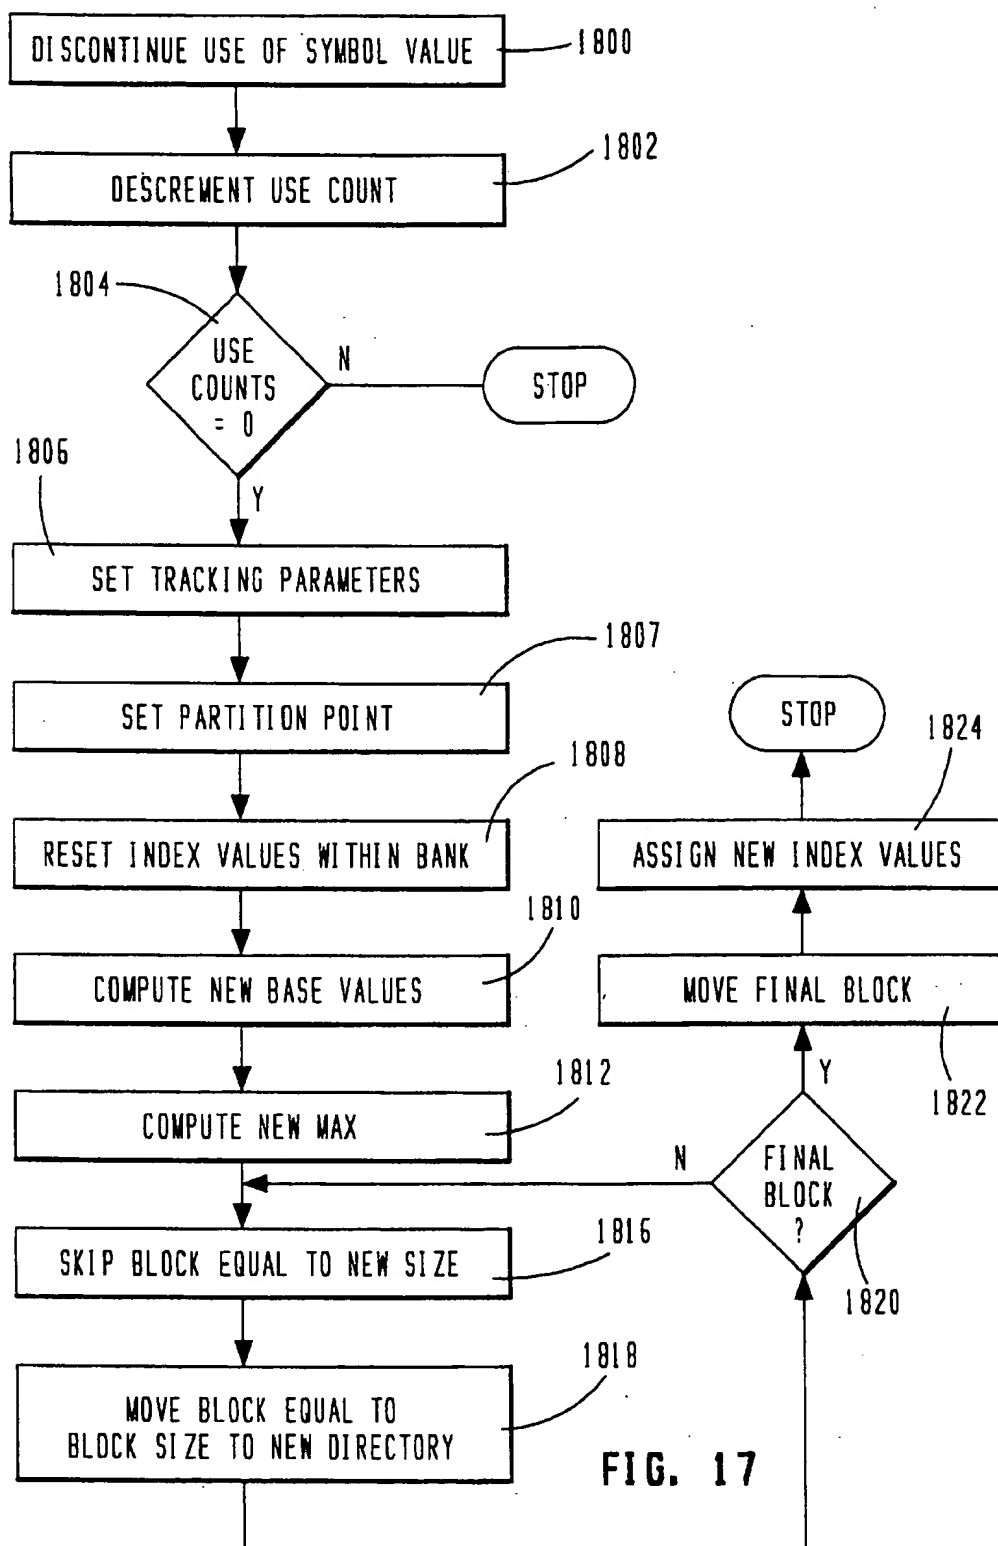 DISCONTINUE USE OF SYMBOL VALUE
1800
DESCREMENT USE COUNT
1802
1804
USE
COUNTS
= 0
N
STOP
Y
1806
SET TRACKING PARAMETERS
1807
SET PARTITION POINT
1808
RESET INDEX VALUES WITHIN BANK
1810
COMPUTE NEW BASE VALUES
1812
COMPUTE NEW MAX
1816
SKIP BLOCK EQUAL TO NEW SIZE
1818
MOVE BLOCK EQUAL TO
BLOCK SIZE TO NEW DIRECTORY
STOP
1824
ASSIGN NEW INDEX VALUES
MOVE FINAL BLOCK
1822
Y
N
FINAL
BLOCK
?
1820
FIG. 17